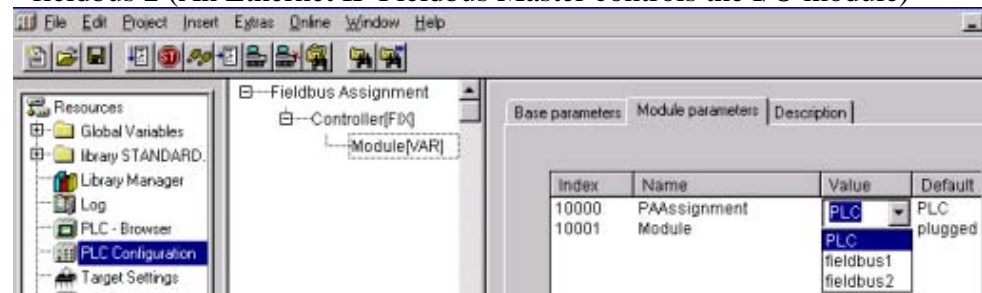 fieldbus 2 (An Ethernet IP Fieldbus Master controls the I/O module)
File Edit Project Insert Extras Online Window Help
Resources
Global Variables
library STANDARD.
Library Manager
Log
PLC - Browser
PLC Configuration
Target Settings
Fieldbus Assignment
Controller[FIX]
Module[VAR]
Base parameters Module parameters Description
Index Name Value Default
10000 PAAssignment PLC PLC
10001 Module plugged
PLC
fieldbus1
fieldbus2